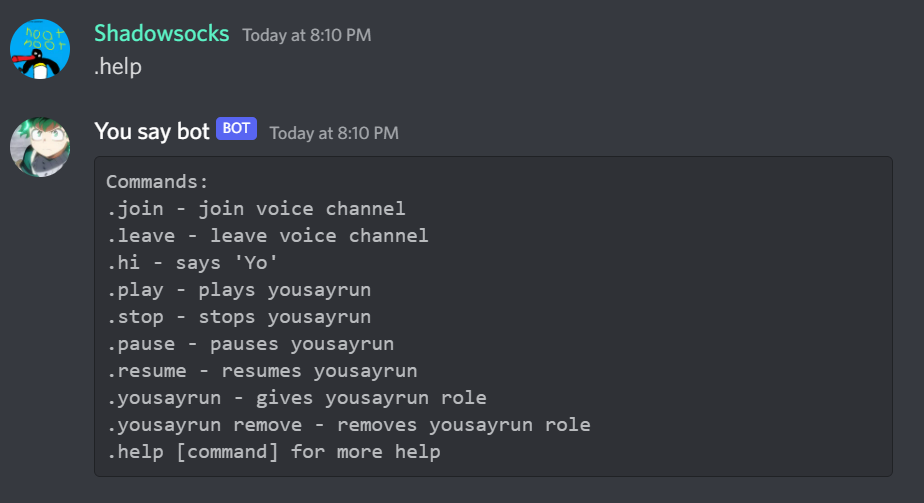 noot
noot
Shadowsocks Today at 8:10 PM
.help
You say bot BOT Today at 8:10 PM
Commands:
.join - join voice channel
.leave - leave voice channel
.hi - says 'Yo'
.play - plays yousayrun
.stop - stops yousayrun
.pause - pauses yousayrun
.resume - resumes yousayrun
.yousayrun - gives yousayrun role
.yousayrun remove - removes yousayrun role
.help [command] for more help